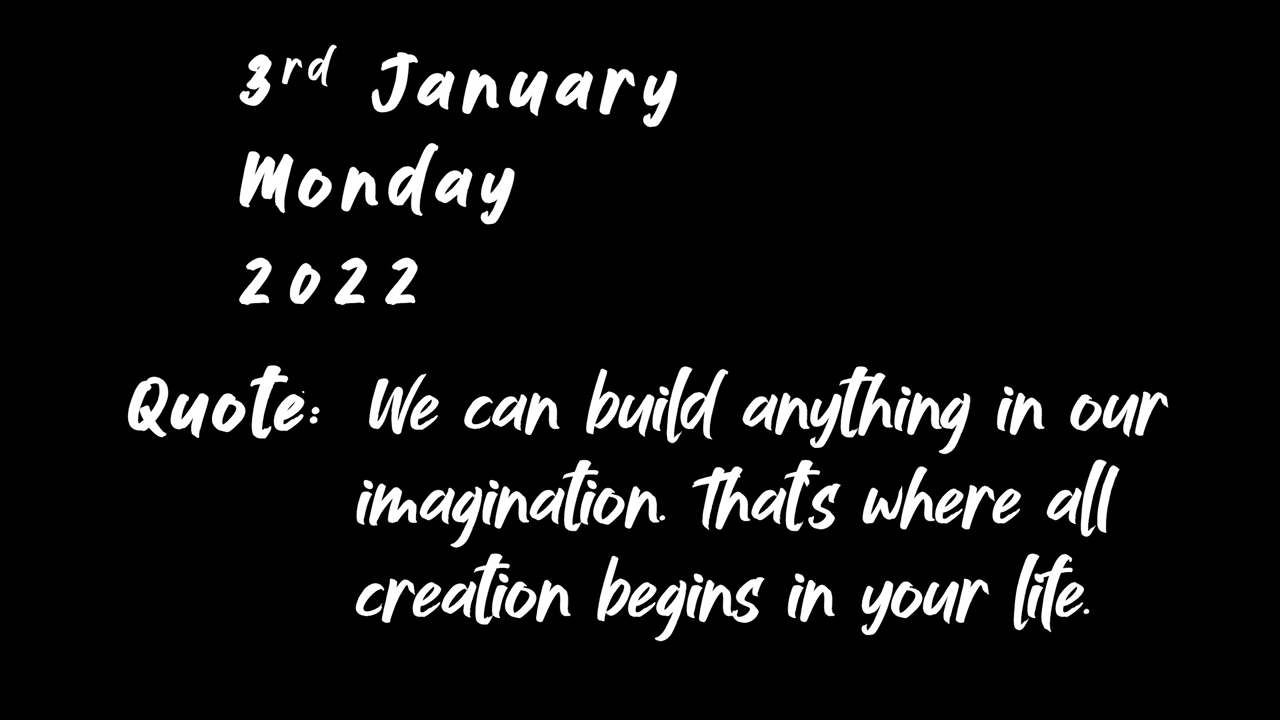 3rd January
Monday
2022
Quote: We can build anything in our
imagination. That's where all
creation begins in your life.